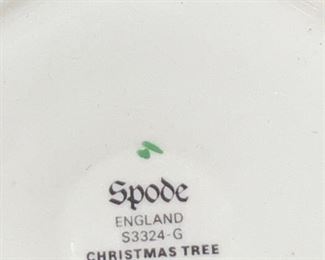 Spode
ENGLAND
S3324-G
CHRISTMAS TREE